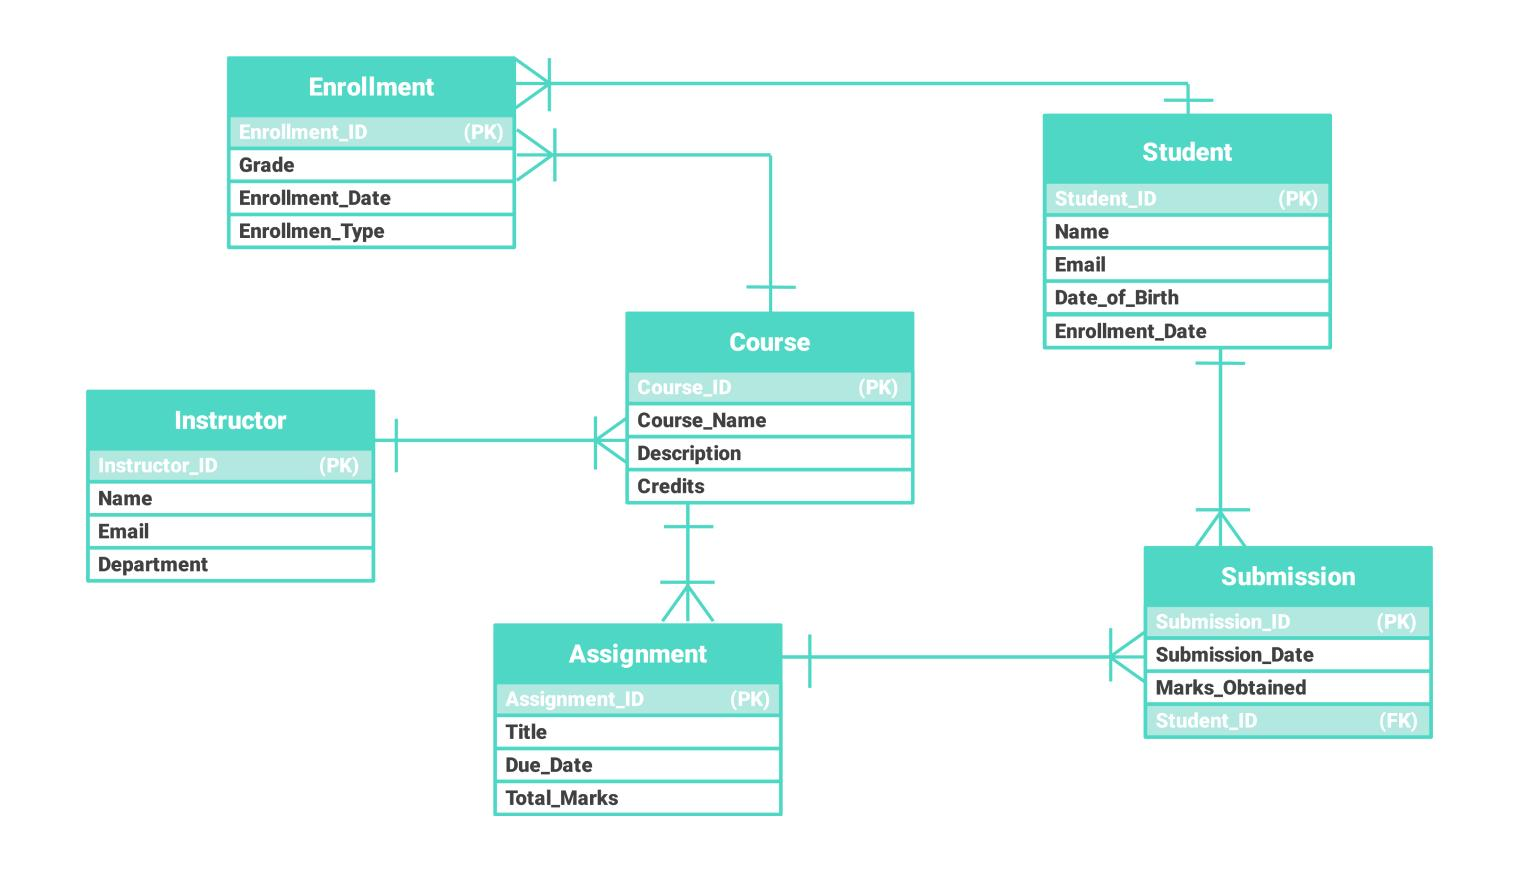 Enrollment
Enrollment_ID (PK)
Grade
Enrollment_Date
Enrollmen_Type
Student
Student_ID (PK)
Name
Email
Date_of_Birth
Enrollment_Date
Course
Course_ID (PK)
Course_Name
Description
Credits
Instructor
Instructor_ID (PK)
Name
Email
Department
Assignment
Assignment_ID (PK)
Title
Due_Date
Total_Marks
Submission
Submission_ID (PK)
Submission_Date
Marks_Obtained
Student_ID (FK)